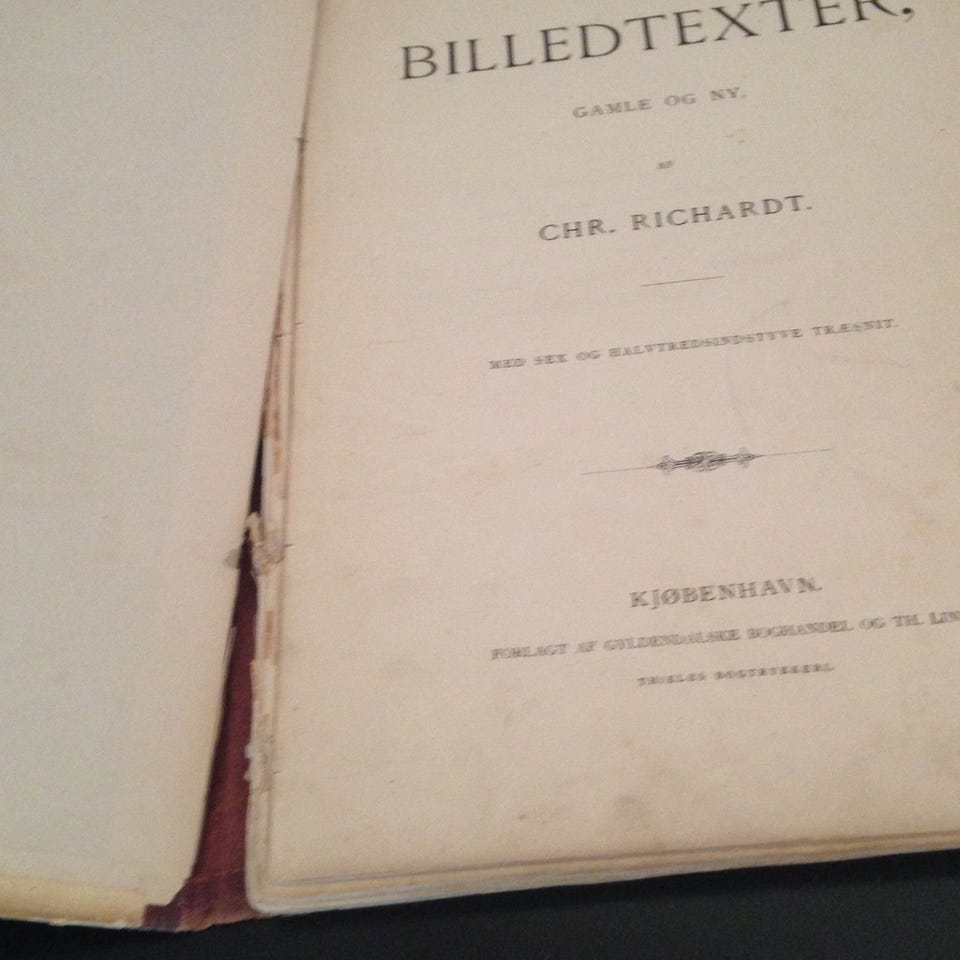 BILLEDTEXTER,
GAMLE OG NY.
AF
CHR. RICHARDT.
MED SEX OG HALVTREDSINDSTYVE TRÆSNIT.
KJØBENHAVN.
FORLAGT AF GYLDENDALSKE BOGHANDEL OG TH. LIN
THIELES BOGTRYKKERI.